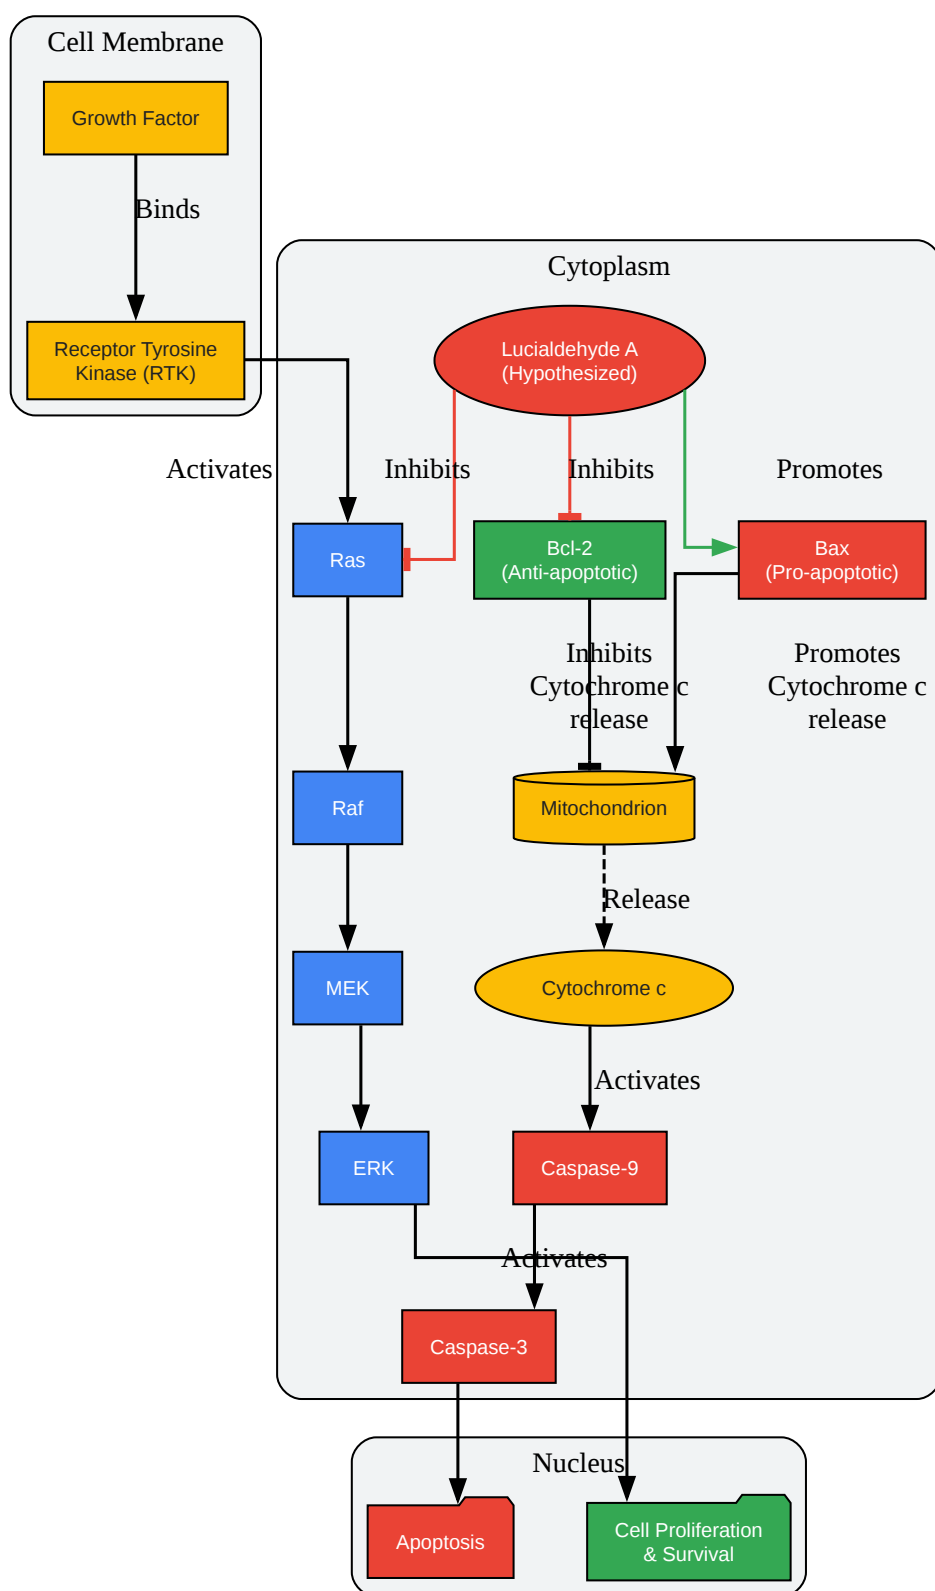 Cell Membrane
Growth Factor
Binds
Receptor Tyrosine
Kinase (RTK)
Cytoplasm
Lucialdehyde A
(Hypothesized)
Activates
Inhibits
Inhibits
Promotes
Ras
Bcl-2
(Anti-apoptotic)
Bax
(Pro-apoptotic)
Inhibits
Cytochrome c
release
Promotes
Cytochrome c
release
Raf
Mitochondrion
Release
MEK
Cytochrome c
Activates
ERK
Caspase-9
Activates
Caspase-3
Nucleus
Apoptosis
Cell Proliferation
& Survival